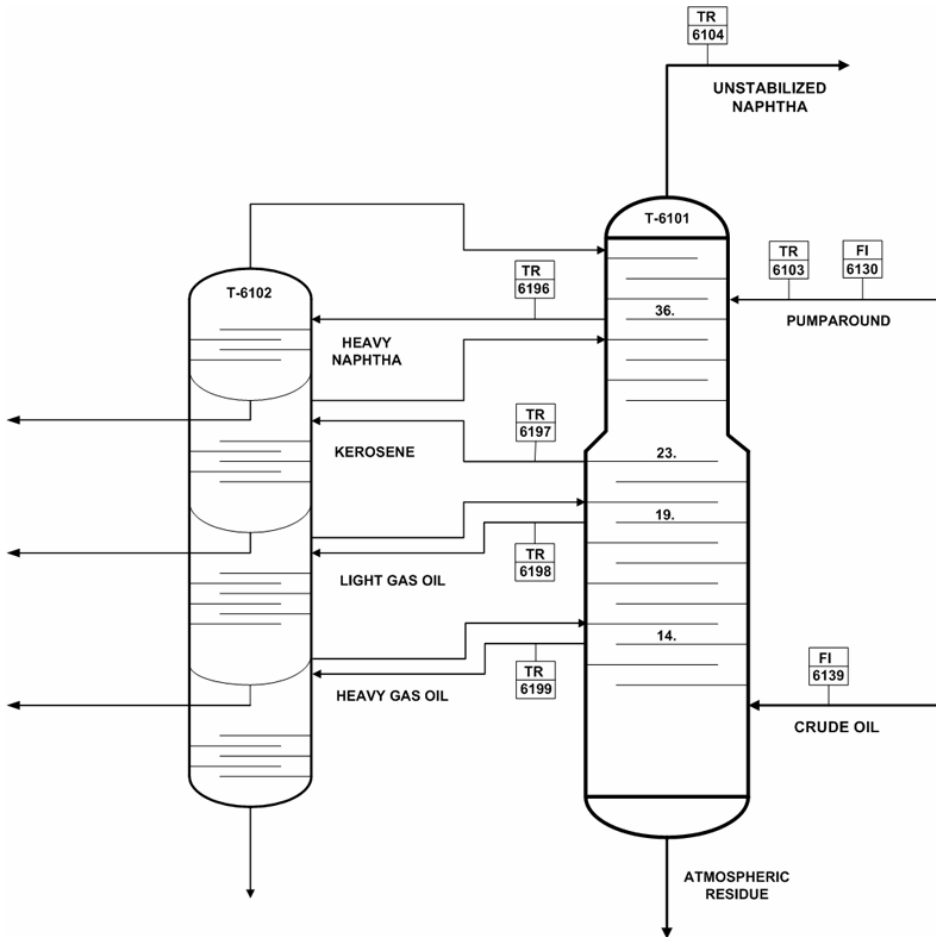 TR
6104
UNSTABILIZED
NAPHTHA
T-6101
TR
6103
FI
6130
PUMPAROUND
T-6102
TR
6196
36.
HEAVY
NAPHTHA
TR
6197
KEROSENE
23.
19.
TR
6198
LIGHT GAS OIL
14.
TR
6199
HEAVY GAS OIL
FI
6139
CRUDE OIL
ATMOSPHERIC
RESIDUE